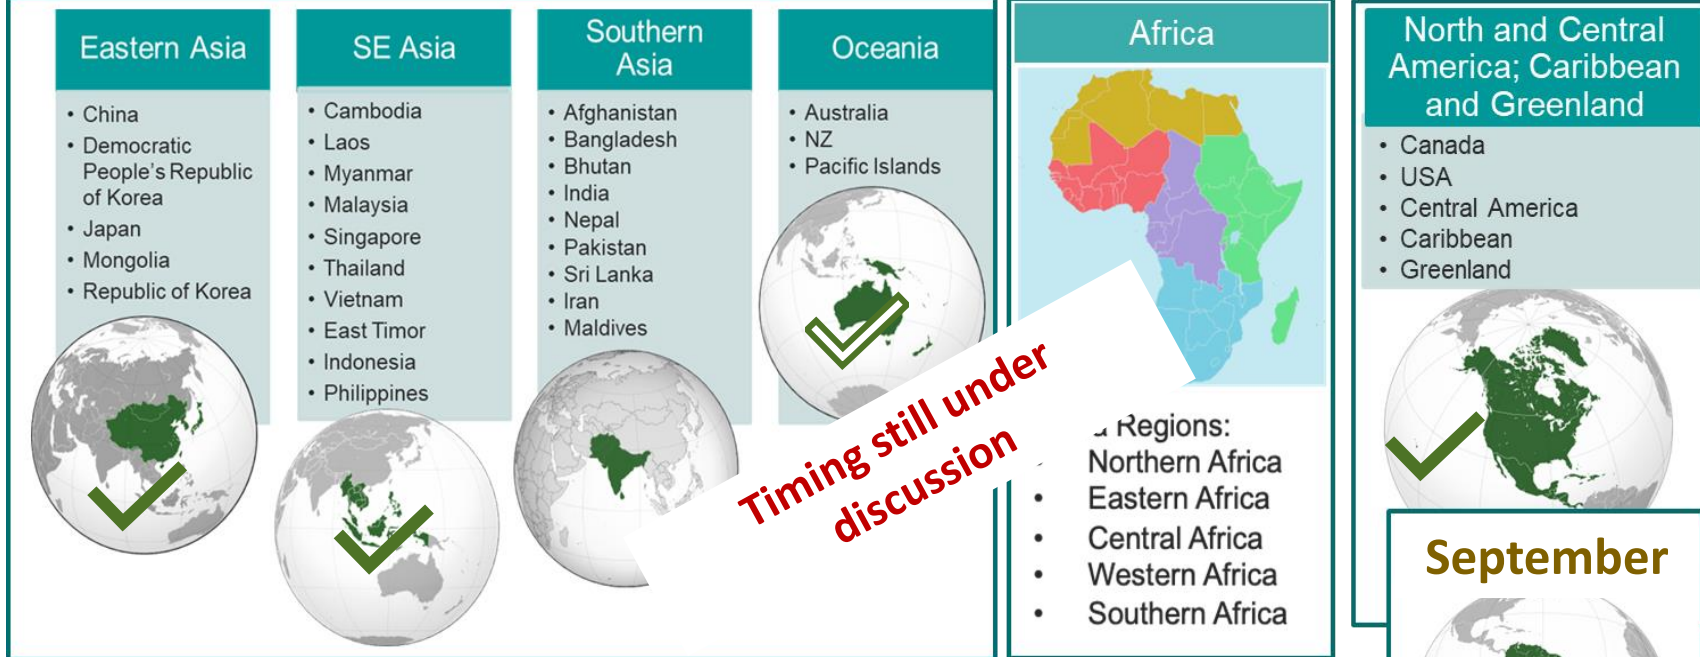 Eastern Asia
• China
• Democratic
People's Republic
of Korea
• Japan
• Mongolia
• Republic of Korea
SE Asia
• Cambodia
• Laos
• Myanmar
• Malaysia
• Singapore
• Thailand
• Vietnam
• East Timor
• Indonesia
• Philippines
Southern
Asia
• Afghanistan
• Bangladesh
• Bhutan
• India
• Nepal
• Pakistan
• Sri Lanka
• Iran
• Maldives
Oceania
• Australia
• NZ
• Pacific Islands
Timing still under
discussion
Africa
Regions:
Northern Africa
• Eastern Africa
• Central Africa
• Western Africa
• Southern Africa
North and Central
America; Caribbean
and Greenland
• Canada
• USA
• Central America
• Caribbean
• Greenland
September